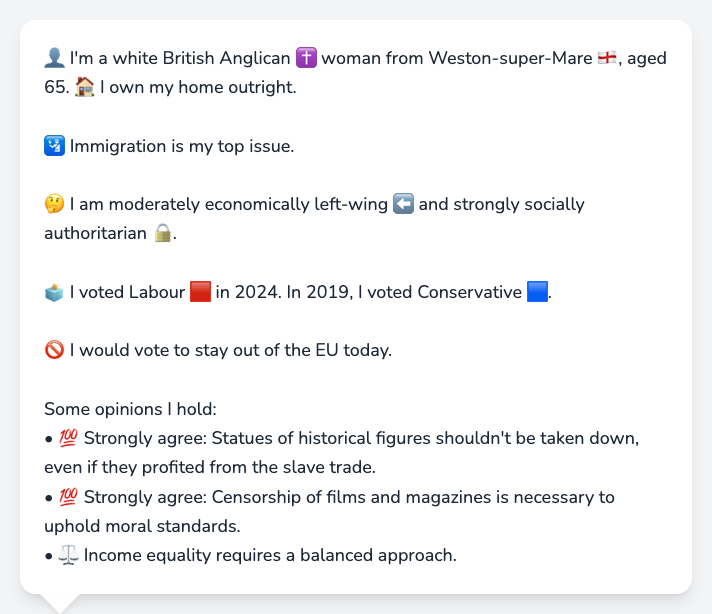 👤 I'm a white British Anglican ✝️ woman from Weston-super-Mare 🏴󠁧󠁢󠁥󠁮󠁧󠁿, aged
65. 🏠 I own my home outright.
🛂 Immigration is my top issue.
🤔 I am moderately economically left-wing ⬅️ and strongly socially
authoritarian 🔒.
🗳️ I voted Labour 🟥 in 2024. In 2019, I voted Conservative 🟦.
🚫 I would vote to stay out of the EU today.
Some opinions I hold:
• 💯 Strongly agree: Statues of historical figures shouldn't be taken down,
even if they profited from the slave trade.
• 💯 Strongly agree: Censorship of films and magazines is necessary to
uphold moral standards.
• ⚖️ Income equality requires a balanced approach.